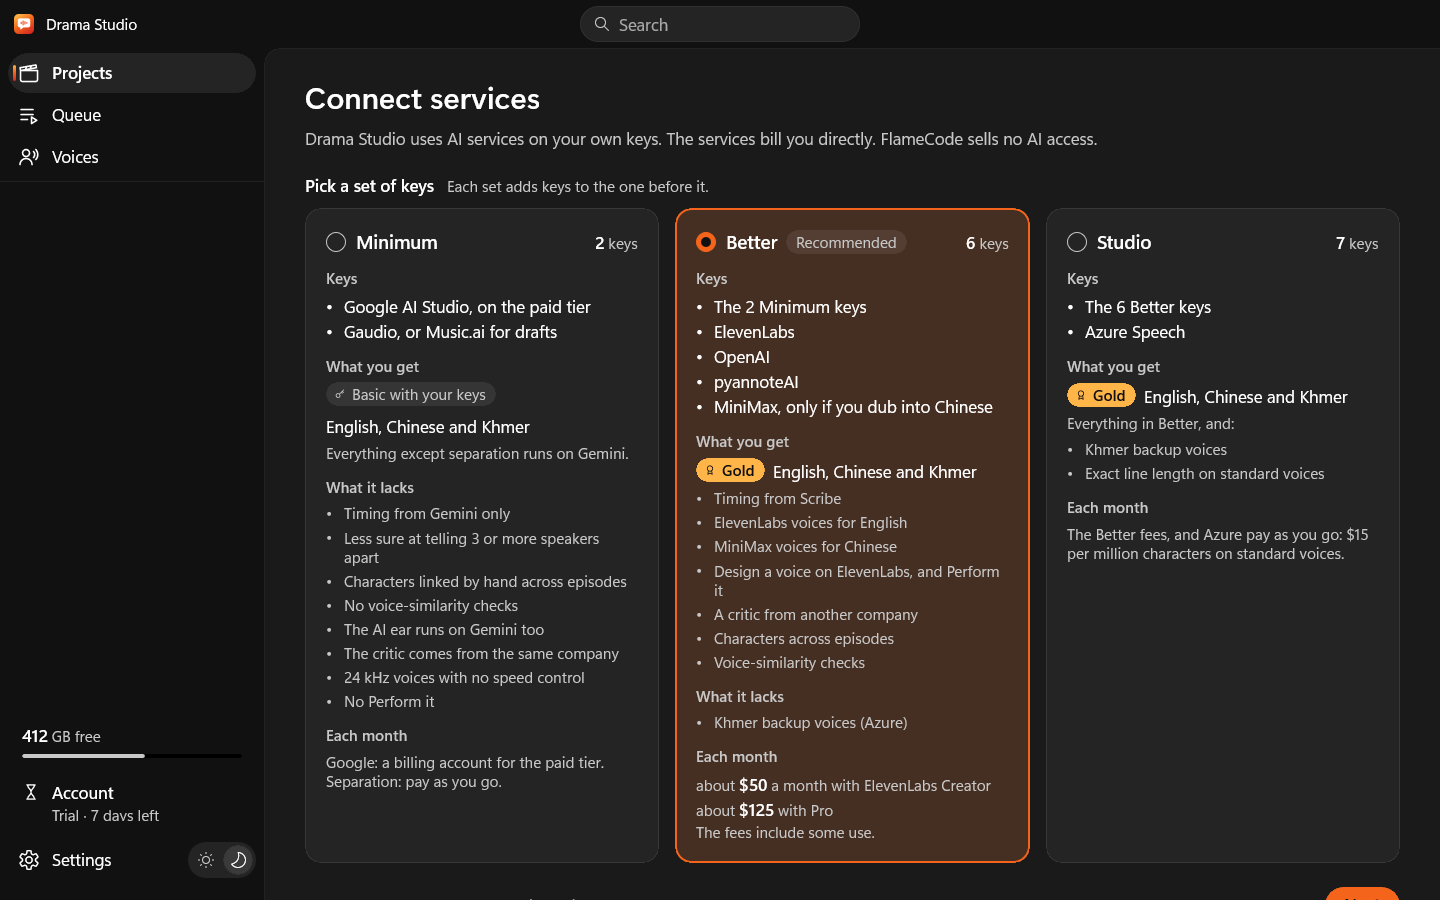 Drama Studio
Search
Projects
Queue
Voices
Connect services
Drama Studio uses AI services on your own keys. The services bill you directly. FlameCode sells no AI access.
Pick a set of keys Each set adds keys to the one before it.
Minimum 2 keys
Keys
• Google AI Studio, on the paid tier
• Gaudio, or Music.ai for drafts
What you get
Basic with your keys
English, Chinese and Khmer
Everything except separation runs on Gemini.
What it lacks
• Timing from Gemini only
• Less sure at telling 3 or more speakers
apart
• Characters linked by hand across episodes
• No voice-similarity checks
• The AI ear runs on Gemini too
• The critic comes from the same company
• 24 kHz voices with no speed control
• No Perform it
Each month
Google: a billing account for the paid tier.
Separation: pay as you go.
Better Recommended 6 keys
Keys
• The 2 Minimum keys
• ElevenLabs
• OpenAI
• pyannoteAI
• MiniMax, only if you dub into Chinese
What you get
Gold English, Chinese and Khmer
• Timing from Scribe
• ElevenLabs voices for English
• MiniMax voices for Chinese
• Design a voice on ElevenLabs, and Perform
it
• A critic from another company
• Characters across episodes
• Voice-similarity checks
What it lacks
• Khmer backup voices (Azure)
Each month
about $50 a month with ElevenLabs Creator
about $125 with Pro
The fees include some use.
Studio 7 keys
Keys
• The 6 Better keys
• Azure Speech
What you get
Gold English, Chinese and Khmer
Everything in Better, and:
• Khmer backup voices
• Exact line length on standard voices
Each month
The Better fees, and Azure pay as you go: $15
per million characters on standard voices.
412 GB free
Account
Trial · 7 days left
Settings